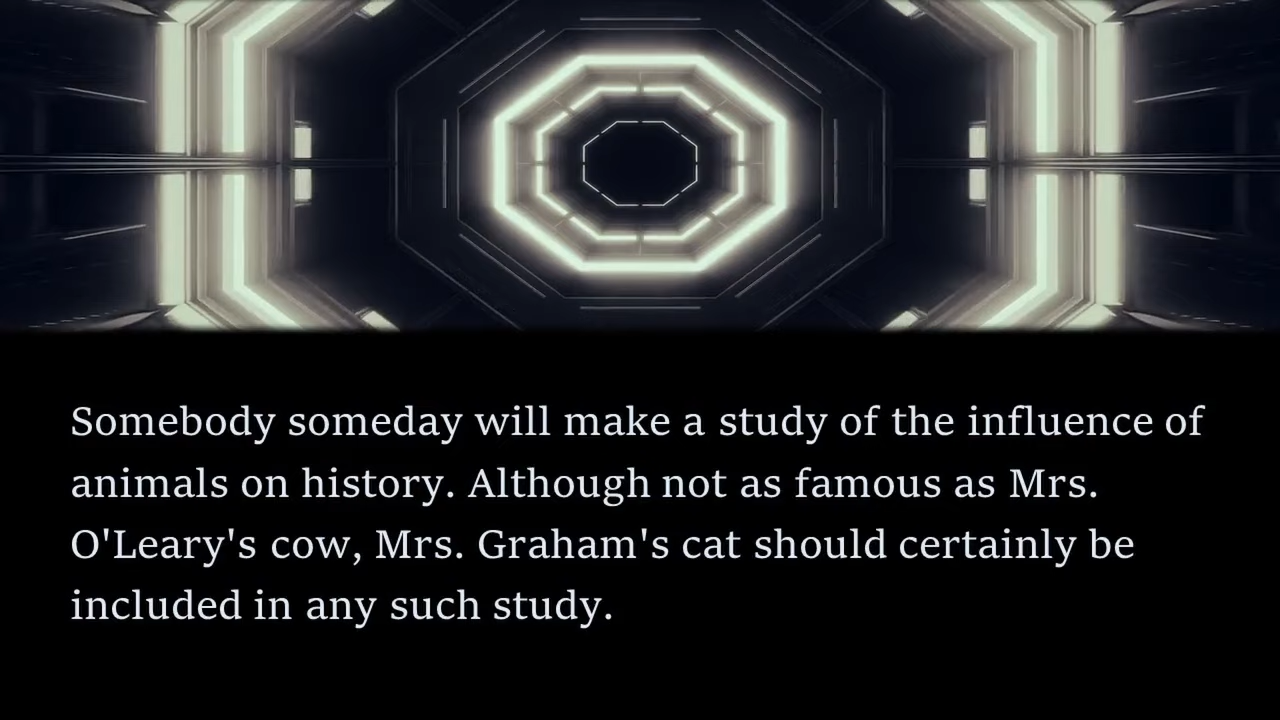 Somebody someday will make a study of the influence of
animals on history. Although not as famous as Mrs.
O'Leary's cow, Mrs. Graham's cat should certainly be
included in any such study.